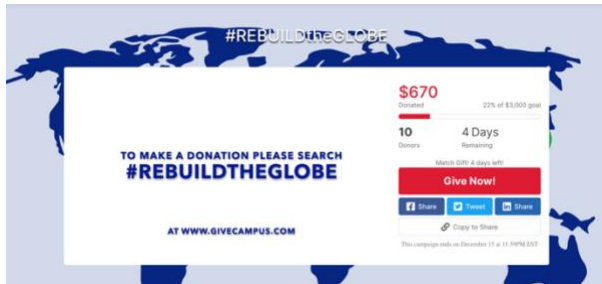 #REBUILDtheGLOBE
TO MAKE A DONATION PLEASE SEARCH
#REBUILDTHEGLOBE
AT WWW.GIVECAMPUS.COM
$670
Donated 22% of $3,000 goal
10 4 Days
Donors Remaining
Match Gift! 4 days left!
Give Now!
Share Tweet Share
Copy to Share
This campaign ends on December 15 at 11:59PM EST